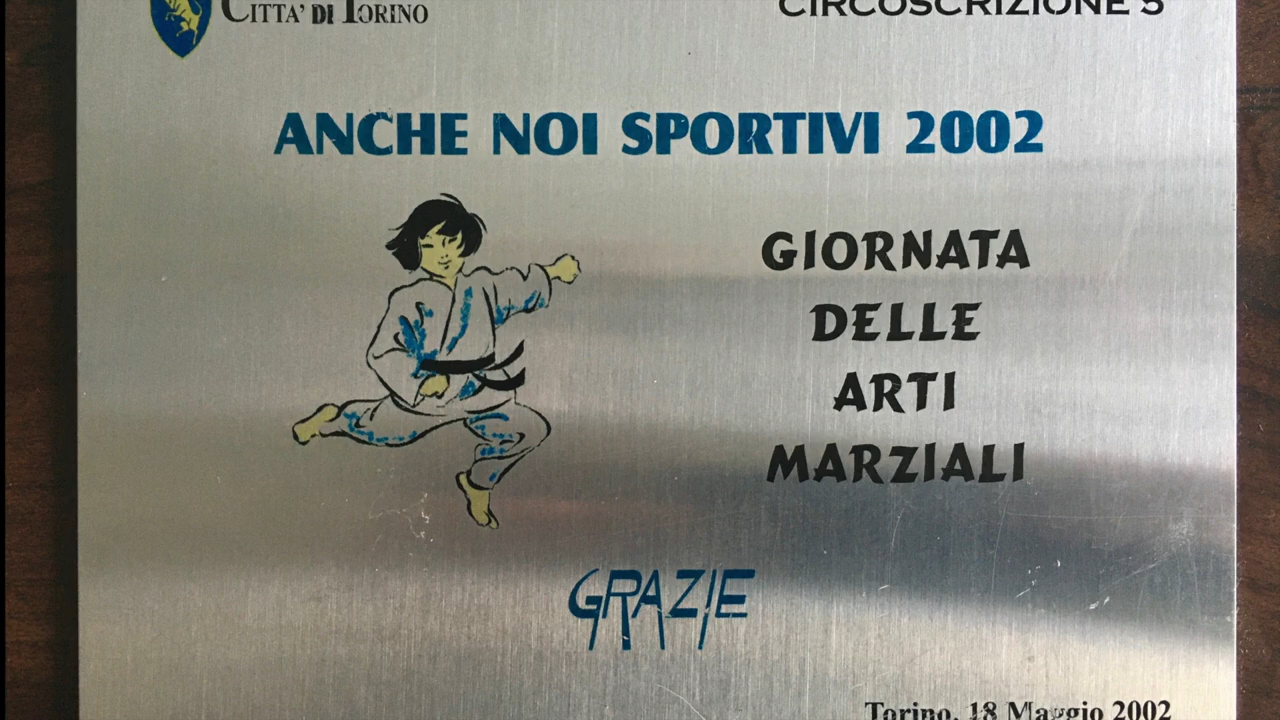 CITTA' DI TORINO
CIRCOSCRIZIONE 5
ANCHE NOI SPORTIVI 2002
GIORNATA
DELLE
ARTI
MARZIALI
GRAZIE
Torino, 18 Maggio 2002